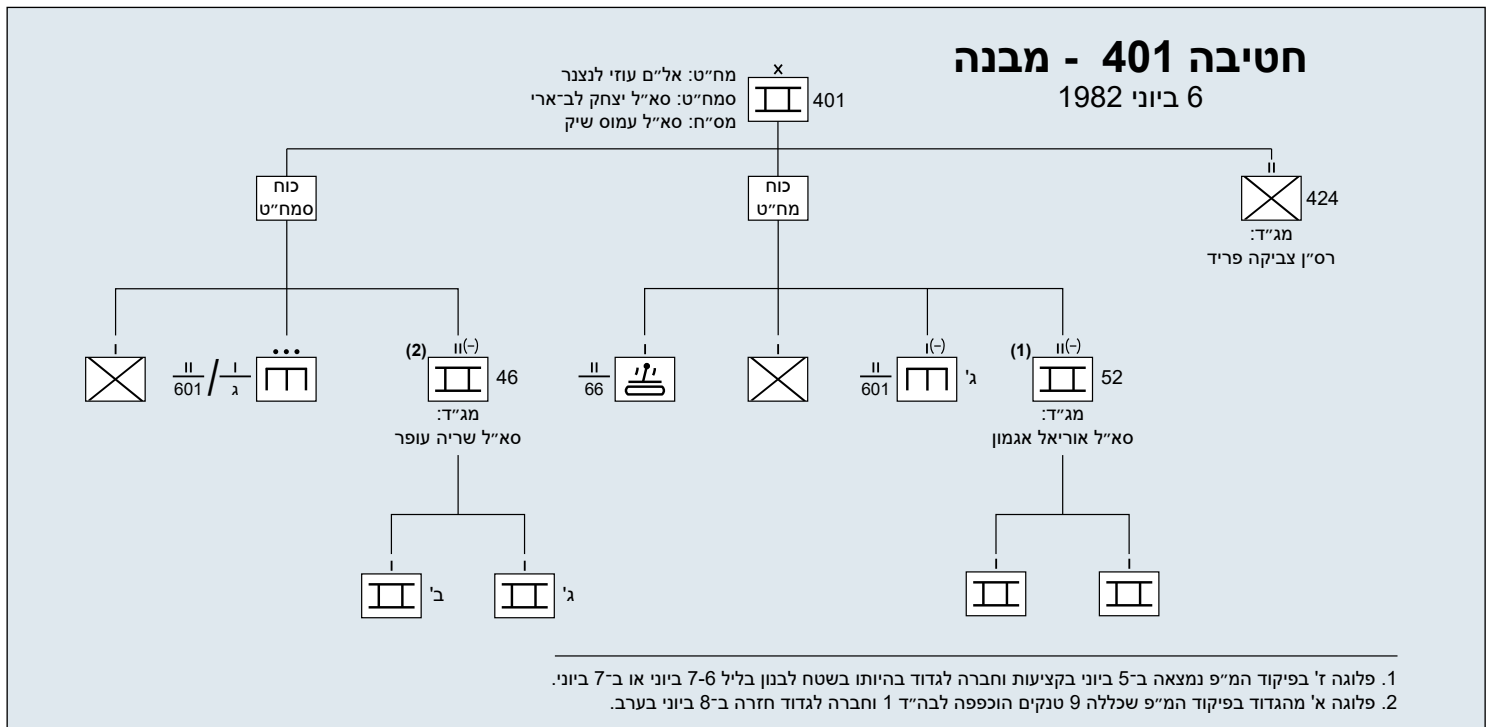 חטיבה 401 - מבנה
6 ביוני 1982
x
401
מח״ט: אל״ם עוזי לנצנר
סמח״ט: סא״ל יצחק לב־ארי
מס״ח: סא״ל עמוס שיק
II
424
מג״ד:
רס״ן צביקה פריד
כוח
מח״ט
כוח
סמח״ט
(1) II(-)
52
מג״ד:
סא״ל אוריאל אגמון
I(-)
ג'
II
601
I
I
II
66
(2) II(-)
46
מג״ד:
סא״ל שריה עופר
•••
I
ג
/
II
601
I
I
I
I
ג'
I
ב'
1. פלוגה ז' בפיקוד המ״פ נמצאה ב־5 ביוני בקציעות וחברה לגדוד בהיותו בשטח לבנון בליל 7-6 ביוני או ב־7 ביוני.
2. פלוגה א' מהגדוד בפיקוד המ״פ שכללה 9 טנקים הוכפפה לבה״ד 1 וחברה לגדוד חזרה ב־8 ביוני בערב.